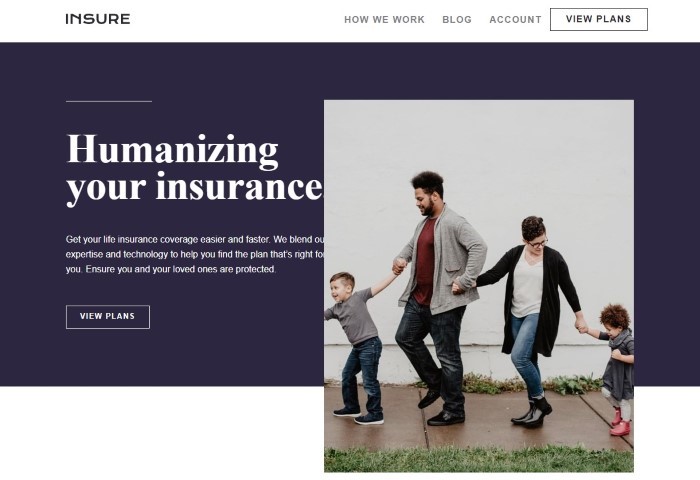 INSURE
HOW WE WORK BLOG ACCOUNT VIEW PLANS
Humanizing
your insurance.
Get your life insurance coverage easier and faster. We blend ou
expertise and technology to help you find the plan that's right for
you. Ensure you and your loved ones are protected.
VIEW PLANS